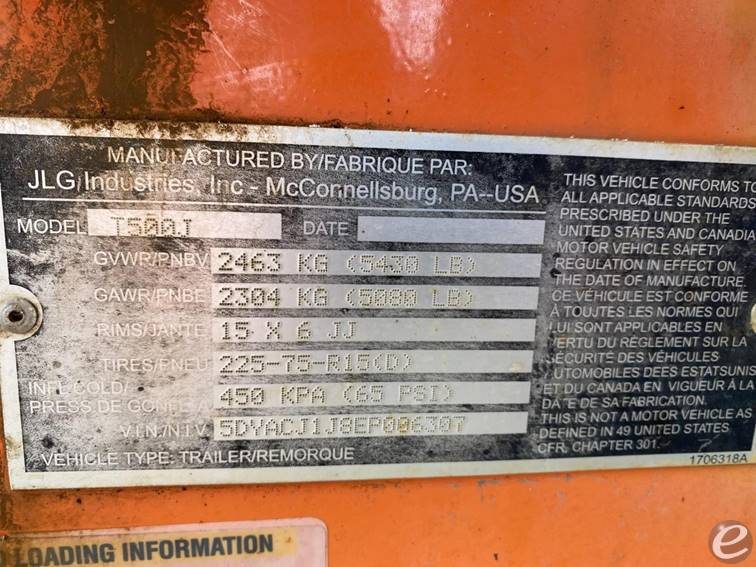 MANUFACTURED BY/FABRIQUE PAR:
JLG Industries, Inc - McConnellsburg, PA--USA
MODEL T500J DATE
GVWR/PNBV 2463 KG (5430 LB)
GAWR/PNBE 2304 KG (5080 LB)
RIMS/JANTE 15 X 6 JJ
TIRES/PNEU 225-75-R15(D)
INFL COLD/
PRESS DE GONFLA 450 KPA (65 PSI)
V.I.N./N.I.V. 5DYACJ1J8EP006307
VEHICLE TYPE: TRAILER/REMORQUE
THIS VEHICLE CONFORMS T
ALL APPLICABLE STANDARDS
PRESCRIBED UNDER THE
UNITED STATES AND CANADIA
MOTOR VEHICLE SAFETY
REGULATION IN EFFECT ON
THE DATE OF MANUFACTURE.
CE VÉHICULE EST CONFORME
À TOUTES LES NORMES QUI
LUI SONT APPLICABLES EN
VERTU DU RÈGLEMENT SUR LA
SÉCURITÉ DES VÉHICULES
AUTOMOBILES DEES ESTATSUNIS
ET DU CANADA EN VIGUEUR À LA
DATE DE SA FABRICATION.
THIS IS NOT A MOTOR VEHICLE AS
DEFINED IN 49 UNITED STATES
CFR, CHAPTER 301.
1706318A
LOADING INFORMATION
e